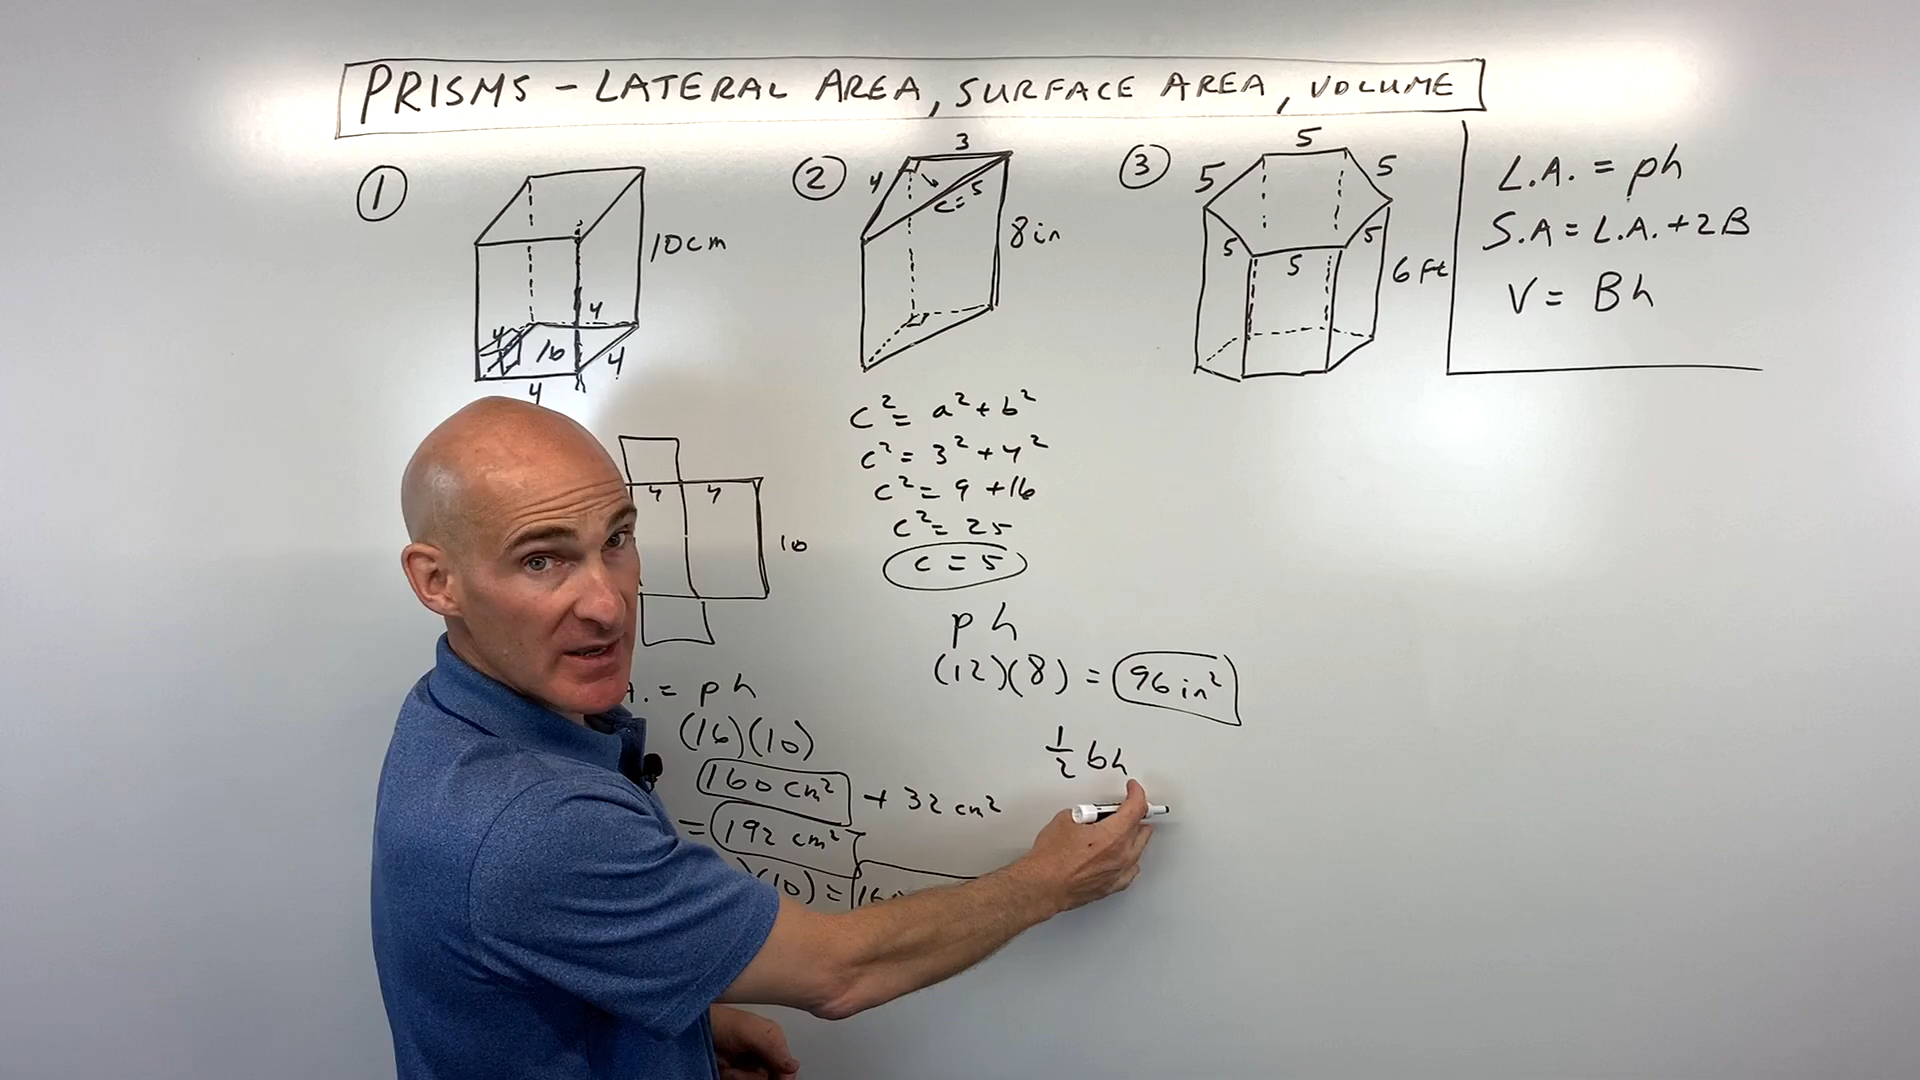 PRISMS - LATERAL AREA, SURFACE AREA, VOLUME
1
10cm
4
4
16
4
4
4 4
10
= ph
(16)(10)
160 cm² + 32 cm²
= 192 cm²
)(10) =
2
3
4
c = 5
8in
c² = a² + b²
c² = 3² + 4²
c² = 9 + 16
c² = 25
c = 5
ph
(12)(8) = 96 in²
½ bh
3
5
5
5
5
5
5
6 Ft
L.A. = ph
S.A = L.A. + 2B
V = Bh